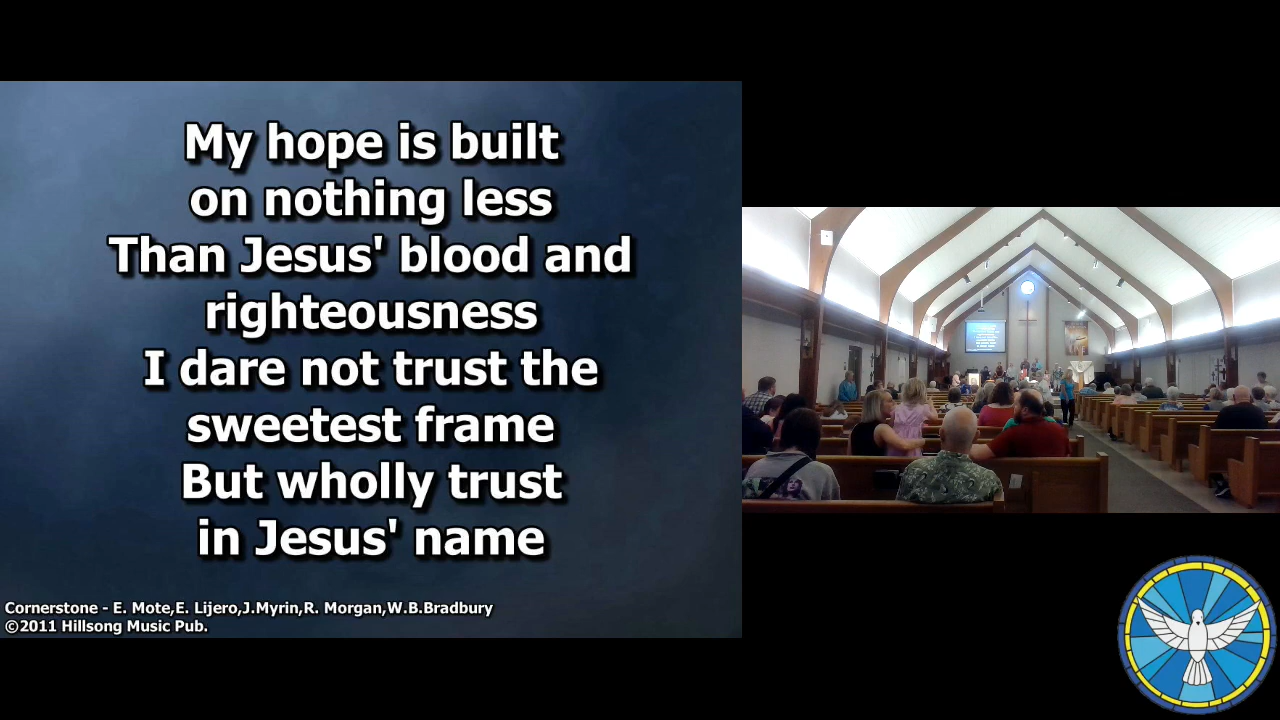 My hope is built
on nothing less
Than Jesus' blood and
righteousness
I dare not trust the
sweetest frame
But wholly trust
in Jesus' name
Cornerstone - E. Mote,E. Lijero,J.Myrin,R. Morgan,W.B.Bradbury
©2011 Hillsong Music Pub.